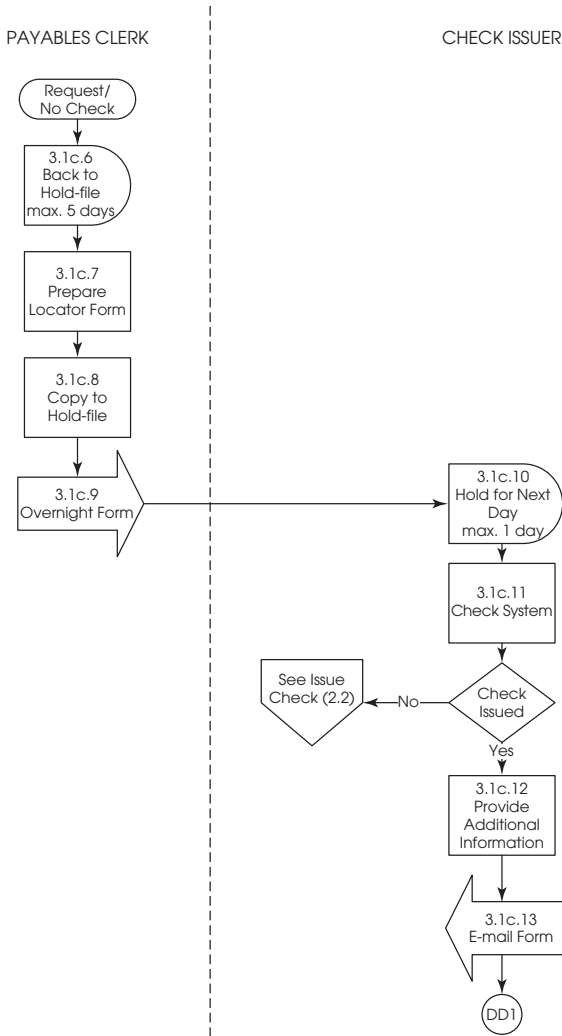 PAYABLES CLERK
CHECK ISSUER
Request/
No Check
3.1c.6
Back to
Hold-file
max. 5 days
3.1c.7
Prepare
Locator Form
3.1c.8
Copy to
Hold-file
3.1c.9
Overnight Form
3.1c.10
Hold for Next
Day
max. 1 day
3.1c.11
Check System
Check
Issued
No
See Issue
Check (2.2)
Yes
3.1c.12
Provide
Additional
Information
3.1c.13
E-mail Form
DD1